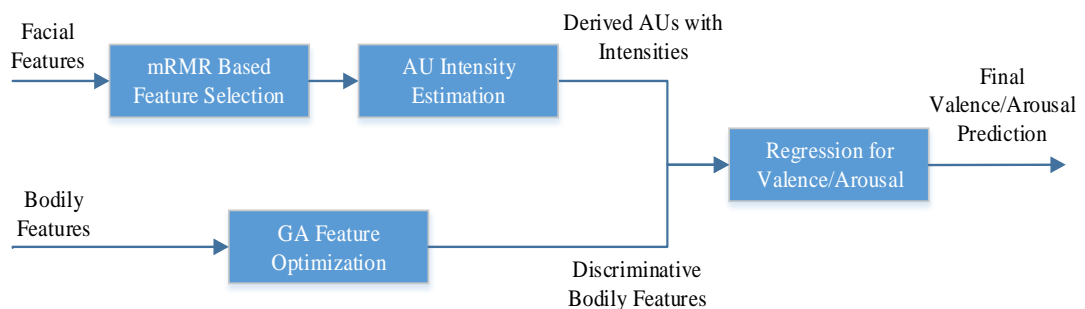 Facial
Features
mRMR Based
Feature Selection
AU Intensity
Estimation
Derived AUs with
Intensities
Bodily
Features
GA Feature
Optimization
Discriminative
Bodily Features
Regression for
Valence/Arousal
Final
Valence/Arousal
Prediction